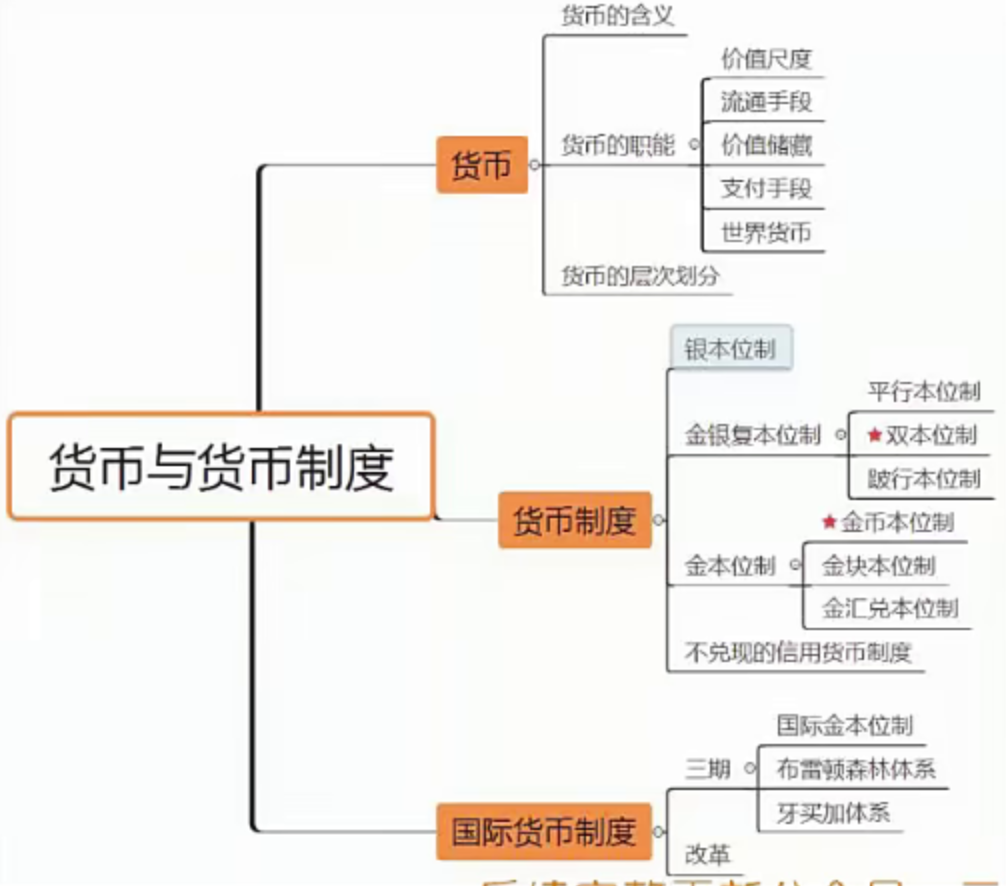 货币的含义
价值尺度
流通手段
货币的职能
价值储藏
货币
支付手段
世界货币
货币的层次划分
银本位制
平行本位制
金银复本位制
★双本位制
跛行本位制
货币与货币制度
货币制度
★金币本位制
金本位制
金块本位制
金汇兑本位制
不兑现的信用货币制度
国际金本位制
三期
布雷顿森林体系
牙买加体系
国际货币制度
改革